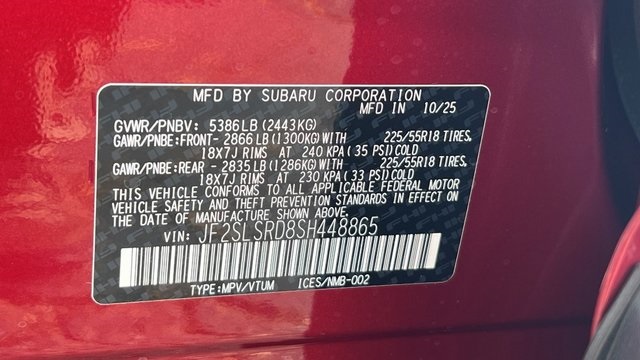 MFD BY SUBARU CORPORATION
MFD IN 10/25
GVWR/PNBV: 5386LB (2443KG)
GAWR/PNBE:FRONT- 2866LB (1300KG)WITH 225/55R18 TIRES.
18X7J RIMS AT 240 KPA (35 PSI)COLD
GAWR/PNBE:REAR - 2835LB (1286KG)WITH 225/55R18 TIRES.
18X7J RIMS AT 230 KPA (33 PSI)COLD
THIS VEHICLE CONFORMS TO ALL APPLICABLE FEDERAL MOTOR
VEHICLE SAFETY AND THEFT PREVENTION STANDARDS IN EFFECT ON
THE DATE OF MANUFACTURE SHOWN ABOVE.
VIN: JF2SLSRD8SH448865
TYPE:MPV/VTUM ICES/NMB-002